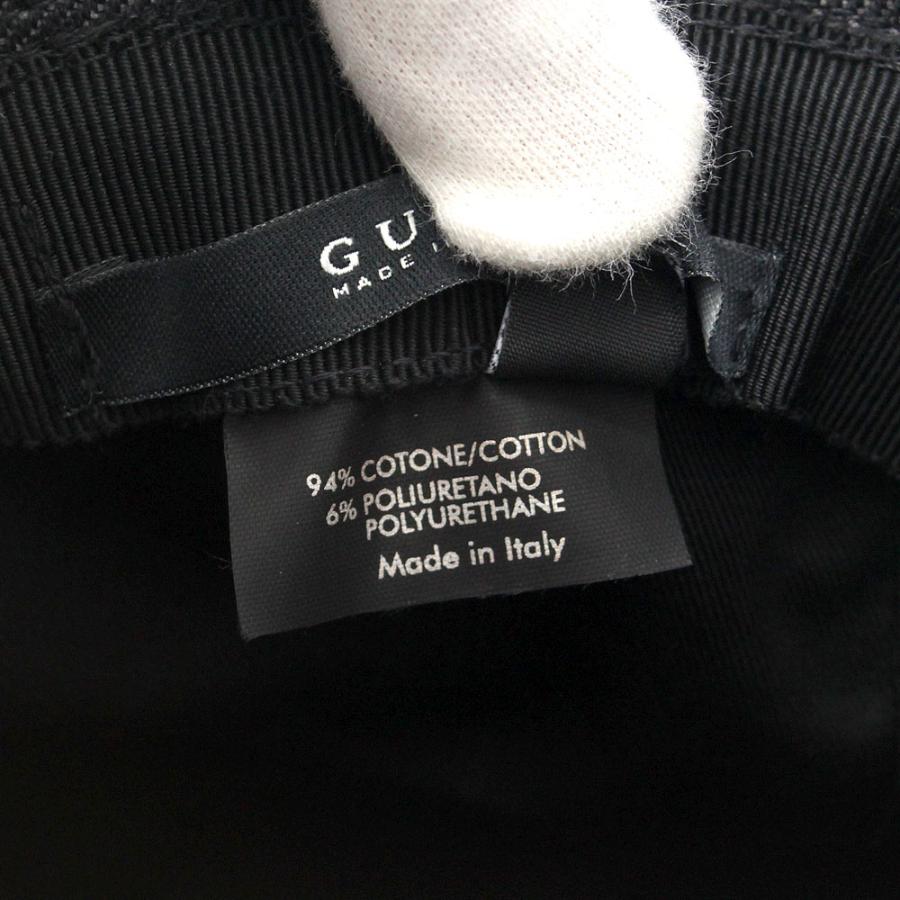 GU
MADE I
94% COTONE/COTTON
6% POLIURETANO
POLYURETHANE
Made in Italy